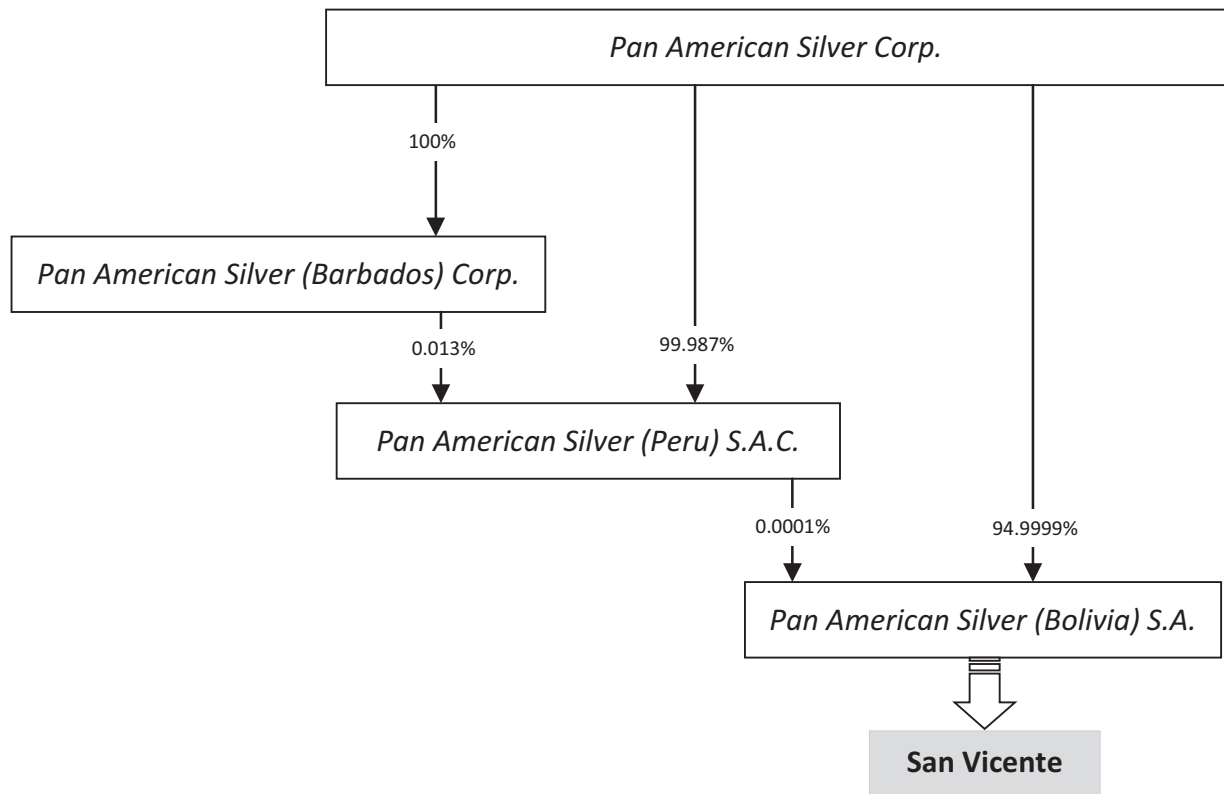 Pan American Silver Corp.
100%
Pan American Silver (Barbados) Corp.
0.013%
99.987%
Pan American Silver (Peru) S.A.C.
0.0001%
94.9999%
Pan American Silver (Bolivia) S.A.
San Vicente